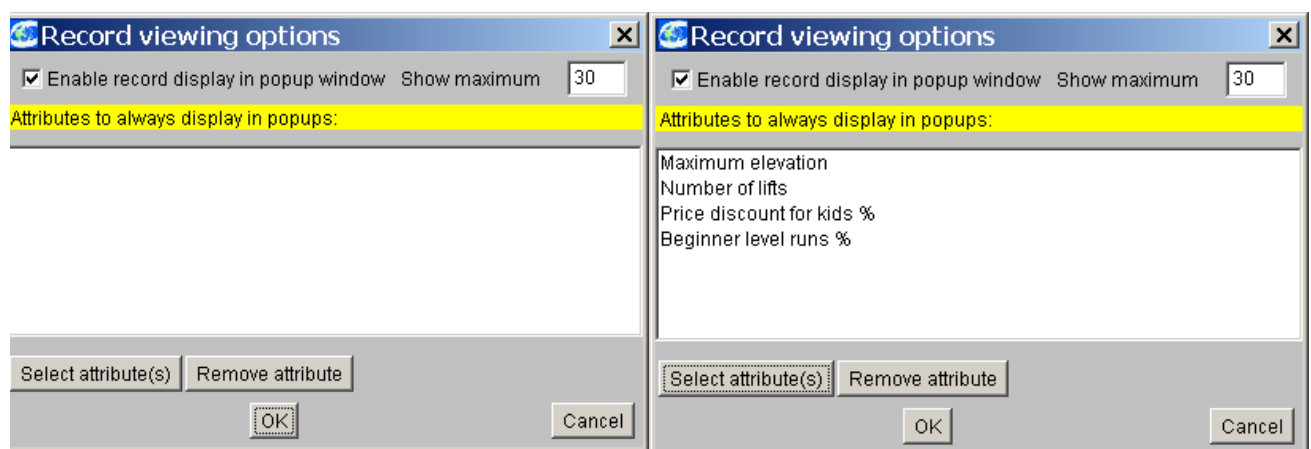 Record viewing options
Enable record display in popup window Show maximum 30
Attributes to always display in popups:
Select attribute(s) Remove attribute
OK Cancel
Record viewing options
Enable record display in popup window Show maximum 30
Attributes to always display in popups:
Maximum elevation
Number of lifts
Price discount for kids %
Beginner level runs %
Select attribute(s) Remove attribute
OK Cancel